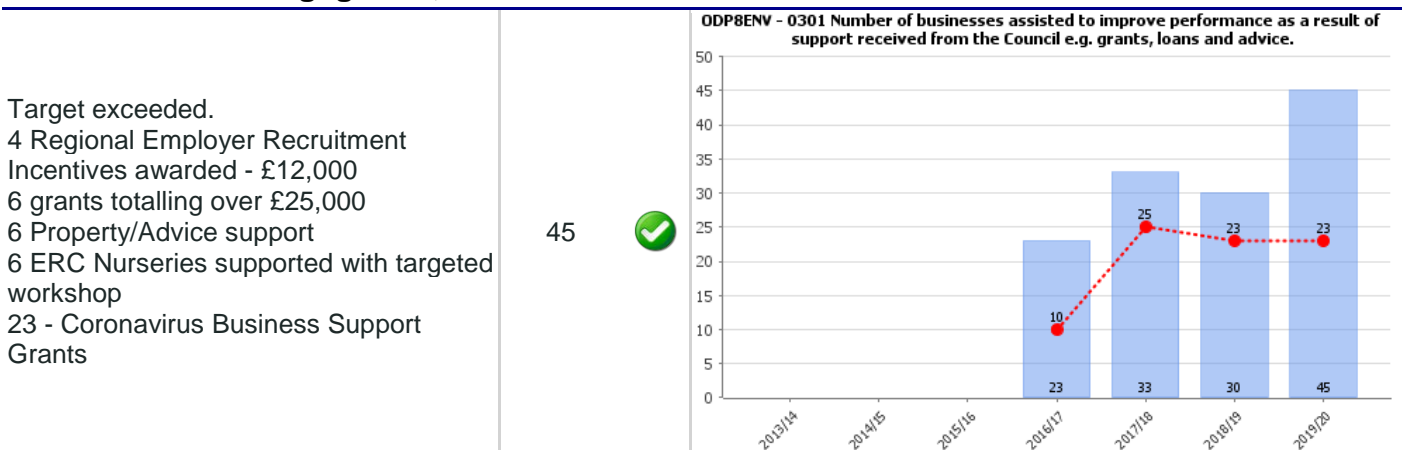 ODP8ENV - 0301 Number of businesses assisted to improve performance as a result of
support received from the Council e.g. grants, loans and advice.
Target exceeded.
4 Regional Employer Recruitment
Incentives awarded - £12,000
6 grants totalling over £25,000
6 Property/Advice support
6 ERC Nurseries supported with targeted
workshop
23 - Coronavirus Business Support
Grants
45
50
45
40
35
30
25
20
15
10
5
0
10
25
23
23
23
33
30
45
2013/14
2014/15
2015/16
2016/17
2017/18
2018/19
2019/20